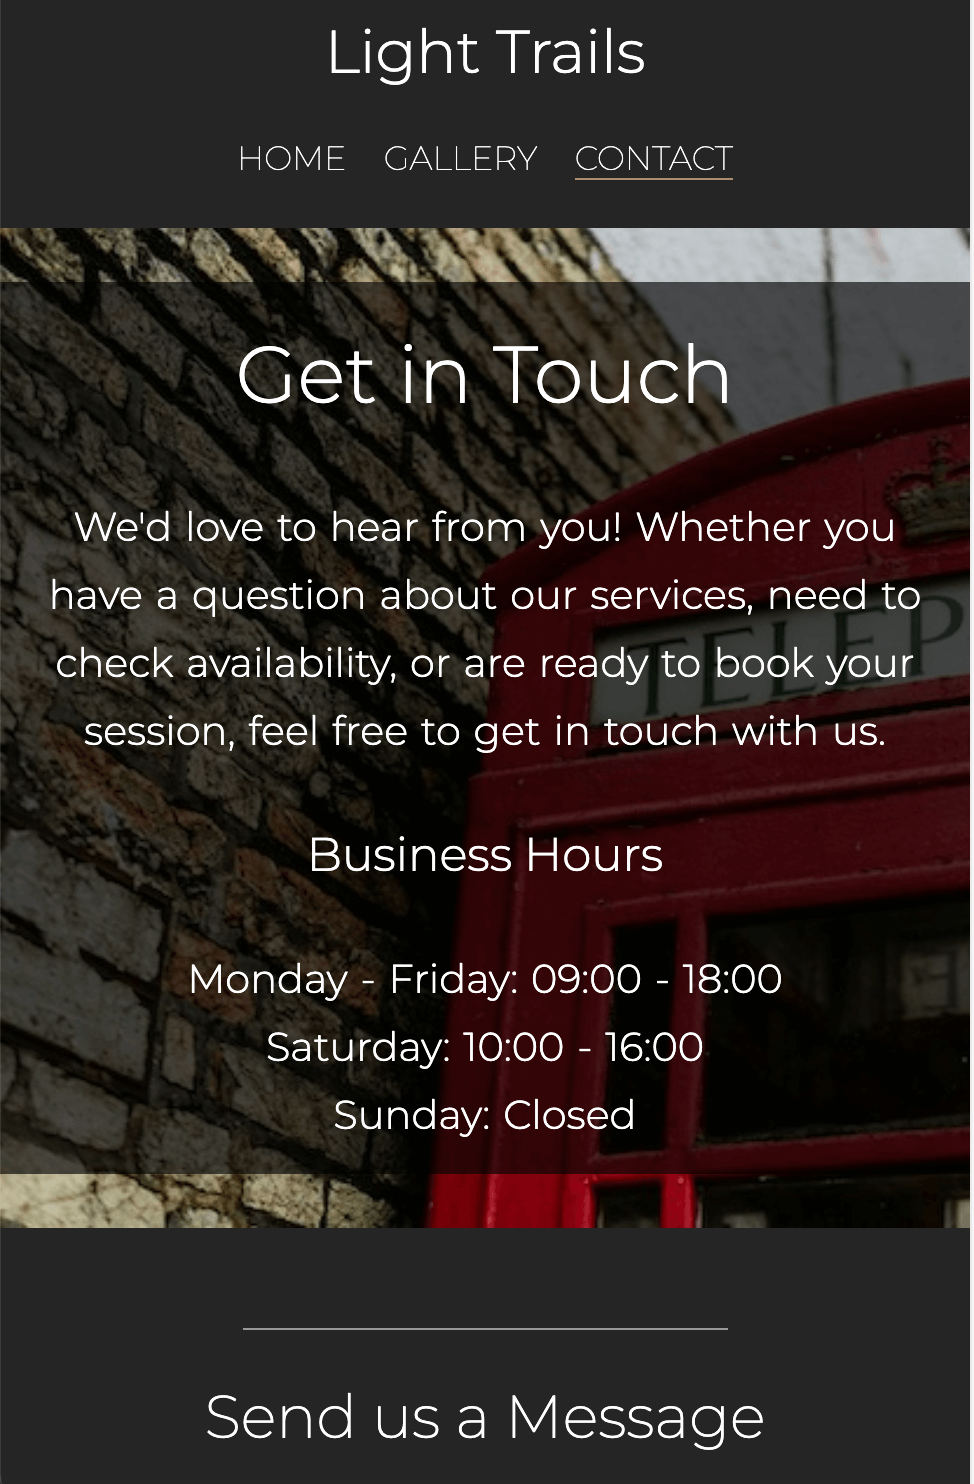 Light Trails
HOME GALLERY CONTACT
Get in Touch
We'd love to hear from you! Whether you
have a question about our services, need to
check availability, or are ready to book your
session, feel free to get in touch with us.
TELEP
Business Hours
Monday - Friday: 09:00 - 18:00
Saturday: 10:00 - 16:00
Sunday: Closed
Send us a Message